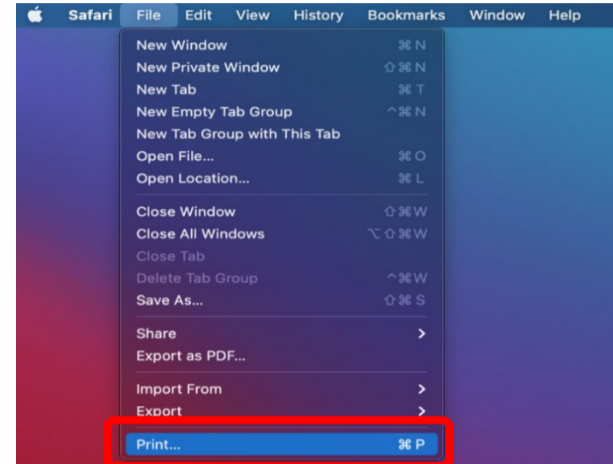 Safari File Edit View History Bookmarks Window Help
New Window ⌘ N
New Private Window ⇧ ⌘ N
New Tab ⌘ T
New Empty Tab Group ^ ⌘ N
New Tab Group with This Tab
Open File... ⌘ O
Open Location... ⌘ L
Close Window ⇧ ⌘ W
Close All Windows ⌥ ⇧ ⌘ W
Close Tab
Delete Tab Group ^ ⌘ W
Save As... ⇧ ⌘ S
Share >
Export as PDF...
Import From >
Export >
Print... ⌘ P